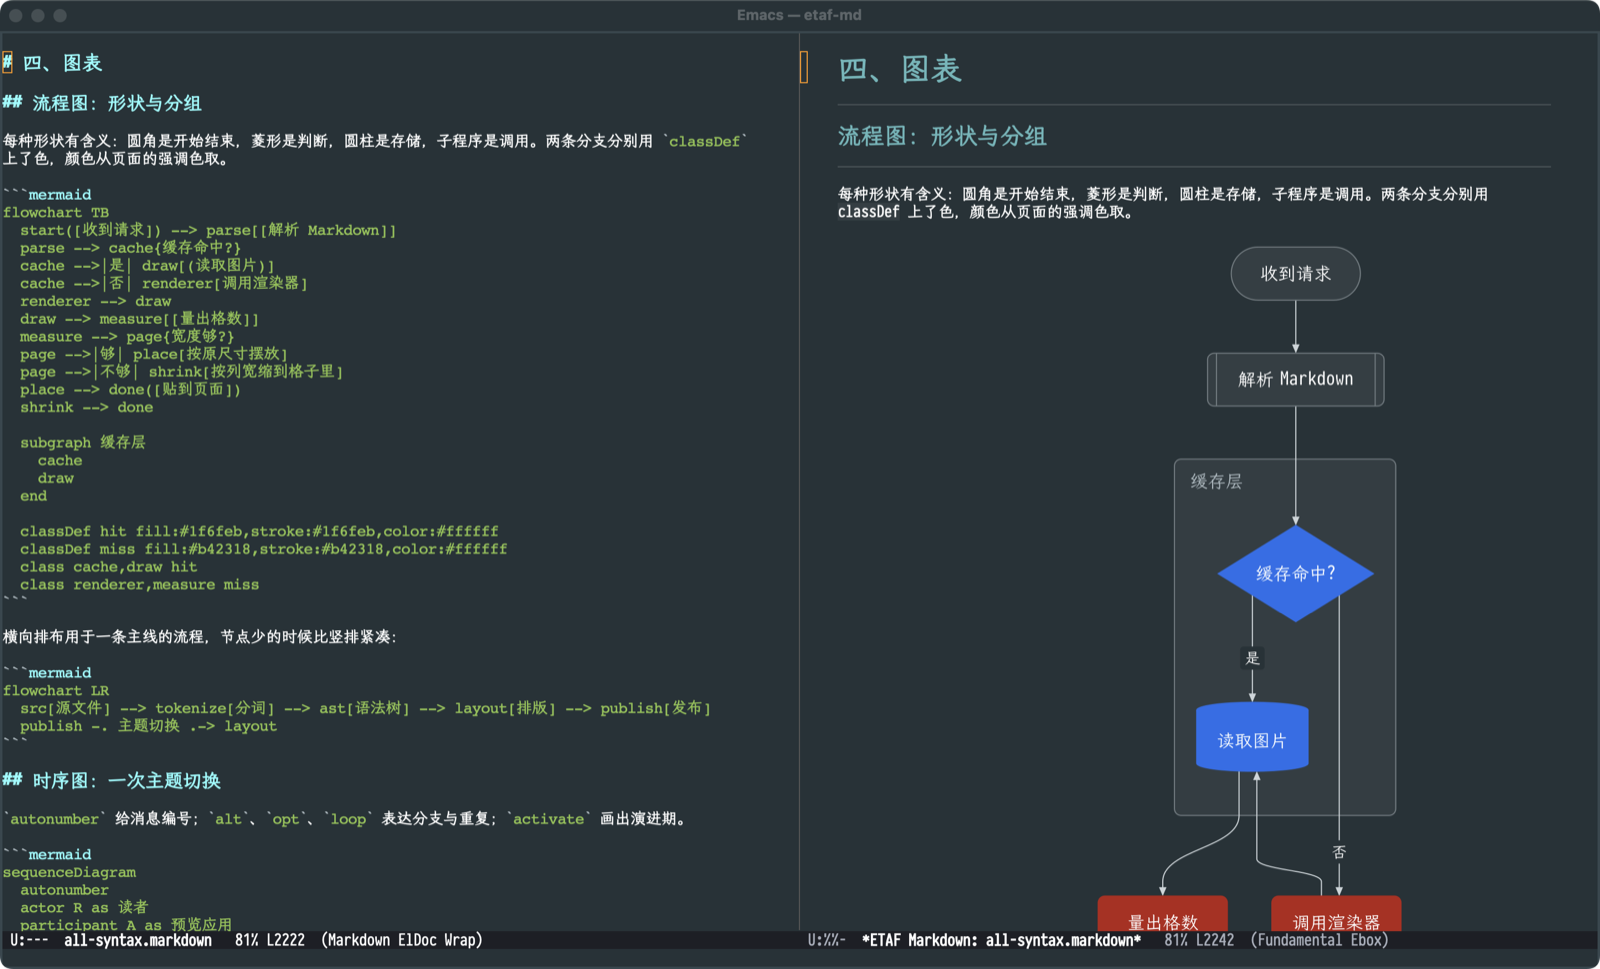 Emacs — etaf-md
# 四、图表
## 流程图：形状与分组
每种形状有含义：圆角是开始结束，菱形是判断，圆柱是存储，子程序是调用。两条分支分别用 `classDef`
上了色，颜色从页面的强调色取。
```mermaid
flowchart TB
  start([收到请求]) --> parse[[解析 Markdown]]
  parse --> cache{缓存命中?}
  cache -->|是| draw[(读取图片)]
  cache -->|否| renderer[调用渲染器]
  renderer --> draw
  draw --> measure[[量出格数]]
  measure --> page{宽度够?}
  page -->|够| place[按原尺寸摆放]
  page -->|不够| shrink[按列宽缩到格子里]
  place --> done([贴到页面])
  shrink --> done
  subgraph 缓存层
    cache
    draw
  end
  classDef hit fill:#1f6feb,stroke:#1f6feb,color:#ffffff
  classDef miss fill:#b42318,stroke:#b42318,color:#ffffff
  class cache,draw hit
  class renderer,measure miss
```
横向排布用于一条主线的流程，节点少的时候比竖排紧凑：
```mermaid
flowchart LR
  src[源文件] --> tokenize[分词] --> ast[语法树] --> layout[排版] --> publish[发布]
  publish -. 主题切换 .-> layout
```
## 时序图：一次主题切换
`autonumber` 给消息编号；`alt`、`opt`、`loop` 表达分支与重复；`activate` 画出演进期。
```mermaid
sequenceDiagram
  autonumber
  actor R as 读者
  participant A as 预览应用
U:---  all-syntax.markdown   81% L2222  (Markdown ElDoc Wrap)
四、图表
流程图：形状与分组
每种形状有含义：圆角是开始结束，菱形是判断，圆柱是存储，子程序是调用。两条分支分别用
classDef 上了色，颜色从页面的强调色取。
收到请求
解析 Markdown
缓存层
缓存命中?
是
读取图片
否
量出格数
调用渲染器
U:%%-  *ETAF Markdown: all-syntax.markdown*   81% L2242  (Fundamental Ebox)